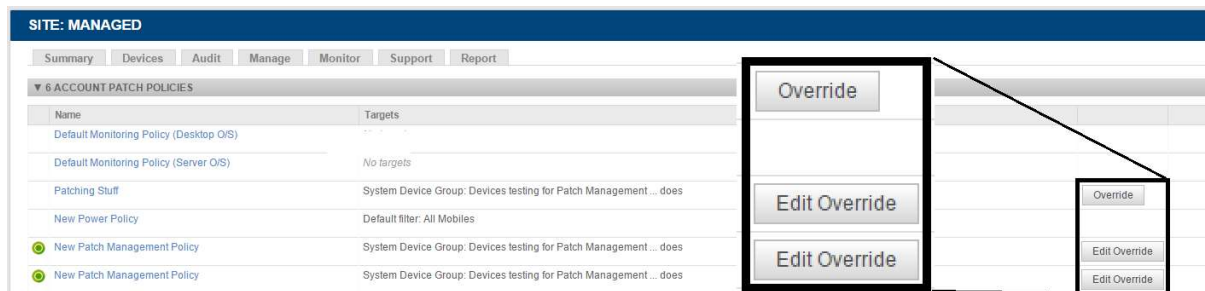 SITE: MANAGED
Summary Devices Audit Manage Monitor Support Report
▼ 6 ACCOUNT PATCH POLICIES
Name Targets
Default Monitoring Policy (Desktop O/S)
Default Monitoring Policy (Server O/S) No targets
Patching Stuff System Device Group: Devices testing for Patch Management ... does Override
New Power Policy Default filter: All Mobiles
New Patch Management Policy System Device Group: Devices testing for Patch Management ... does Edit Override
New Patch Management Policy System Device Group: Devices testing for Patch Management ... does Edit Override
Override
Edit Override
Edit Override